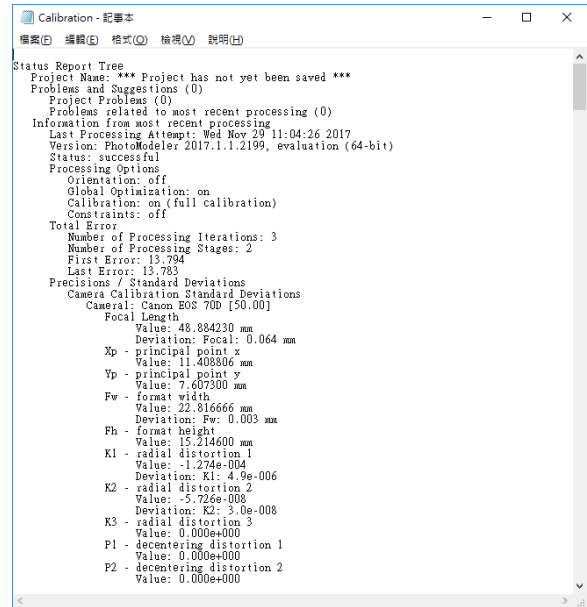 Calibration - 記事本
檔案(F) 編輯(E) 格式(O) 檢視(V) 說明(H)
Status Report Tree
Project Name: *** Project has not yet been saved ***
Problems and Suggestions (0)
Project Problems (0)
Problems related to most recent processing (0)
Information from most recent processing
Last Processing Attempt: Wed Nov 29 11:04:26 2017
Version: PhotoModeler 2017.1.1.2199, evaluation (64-bit)
Status: successful
Processing Options
Orientation: off
Global Optimization: on
Calibration: on (full calibration)
Constraints: off
Total Error
Number of Processing Iterations: 3
Number of Processing Stages: 2
First Error: 13.794
Last Error: 13.783
Precisions / Standard Deviations
Camera Calibration Standard Deviations
Camera1: Canon EOS 70D [50.00]
Focal Length
Value: 48.884230 mm
Deviation: Focal: 0.064 mm
Xp - principal point x
Value: 11.408806 mm
Yp - principal point y
Value: 7.607300 mm
Fw - format width
Value: 22.816666 mm
Deviation: Fw: 0.003 mm
Fh - format height
Value: 15.214600 mm
K1 - radial distortion 1
Value: -1.274e-004
Deviation: K1: 4.9e-006
K2 - radial distortion 2
Value: -5.726e-008
Deviation: K2: 3.0e-008
K3 - radial distortion 3
Value: 0.000e+000
P1 - decentering distortion 1
Value: 0.000e+000
P2 - decentering distortion 2
Value: 0.000e+000